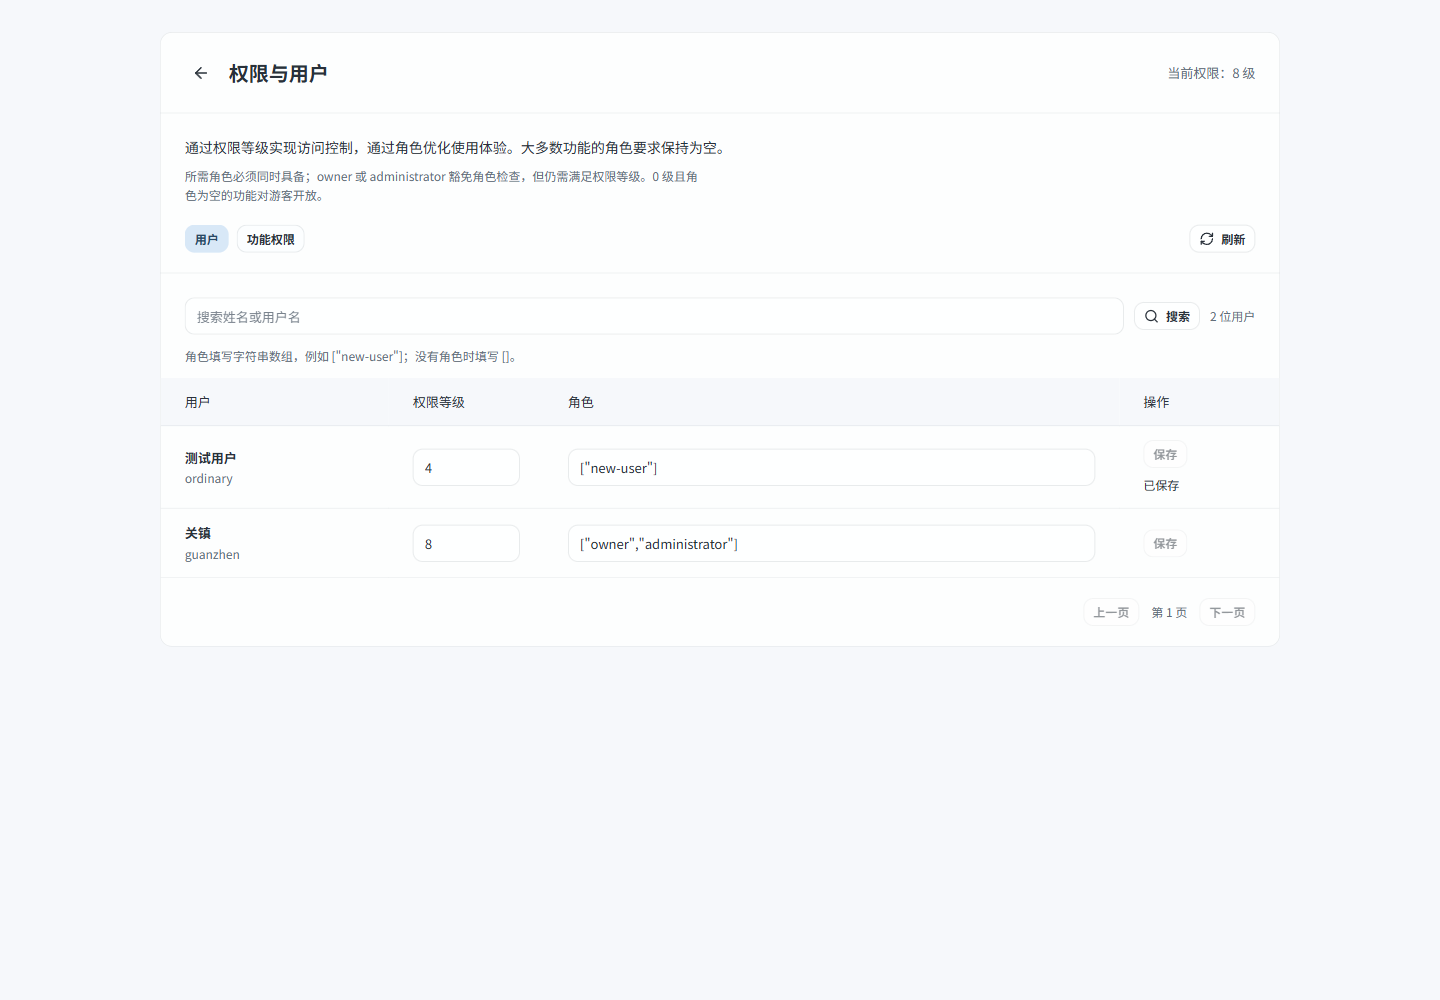 权限与用户
当前权限：8 级
通过权限等级实现访问控制，通过角色优化使用体验。大多数功能的角色要求保持为空。
所需角色必须同时具备；owner 或 administrator 豁免角色检查，但仍需满足权限等级。0 级且角
色为空的功能对游客开放。
用户
功能权限
刷新
搜索姓名或用户名
搜索
2 位用户
角色填写字符串数组，例如 ["new-user"]；没有角色时填写 []。
用户
权限等级
角色
操作
测试用户
ordinary
4
["new-user"]
保存
已保存
关镇
guanzhen
8
["owner","administrator"]
保存
上一页
第 1 页
下一页